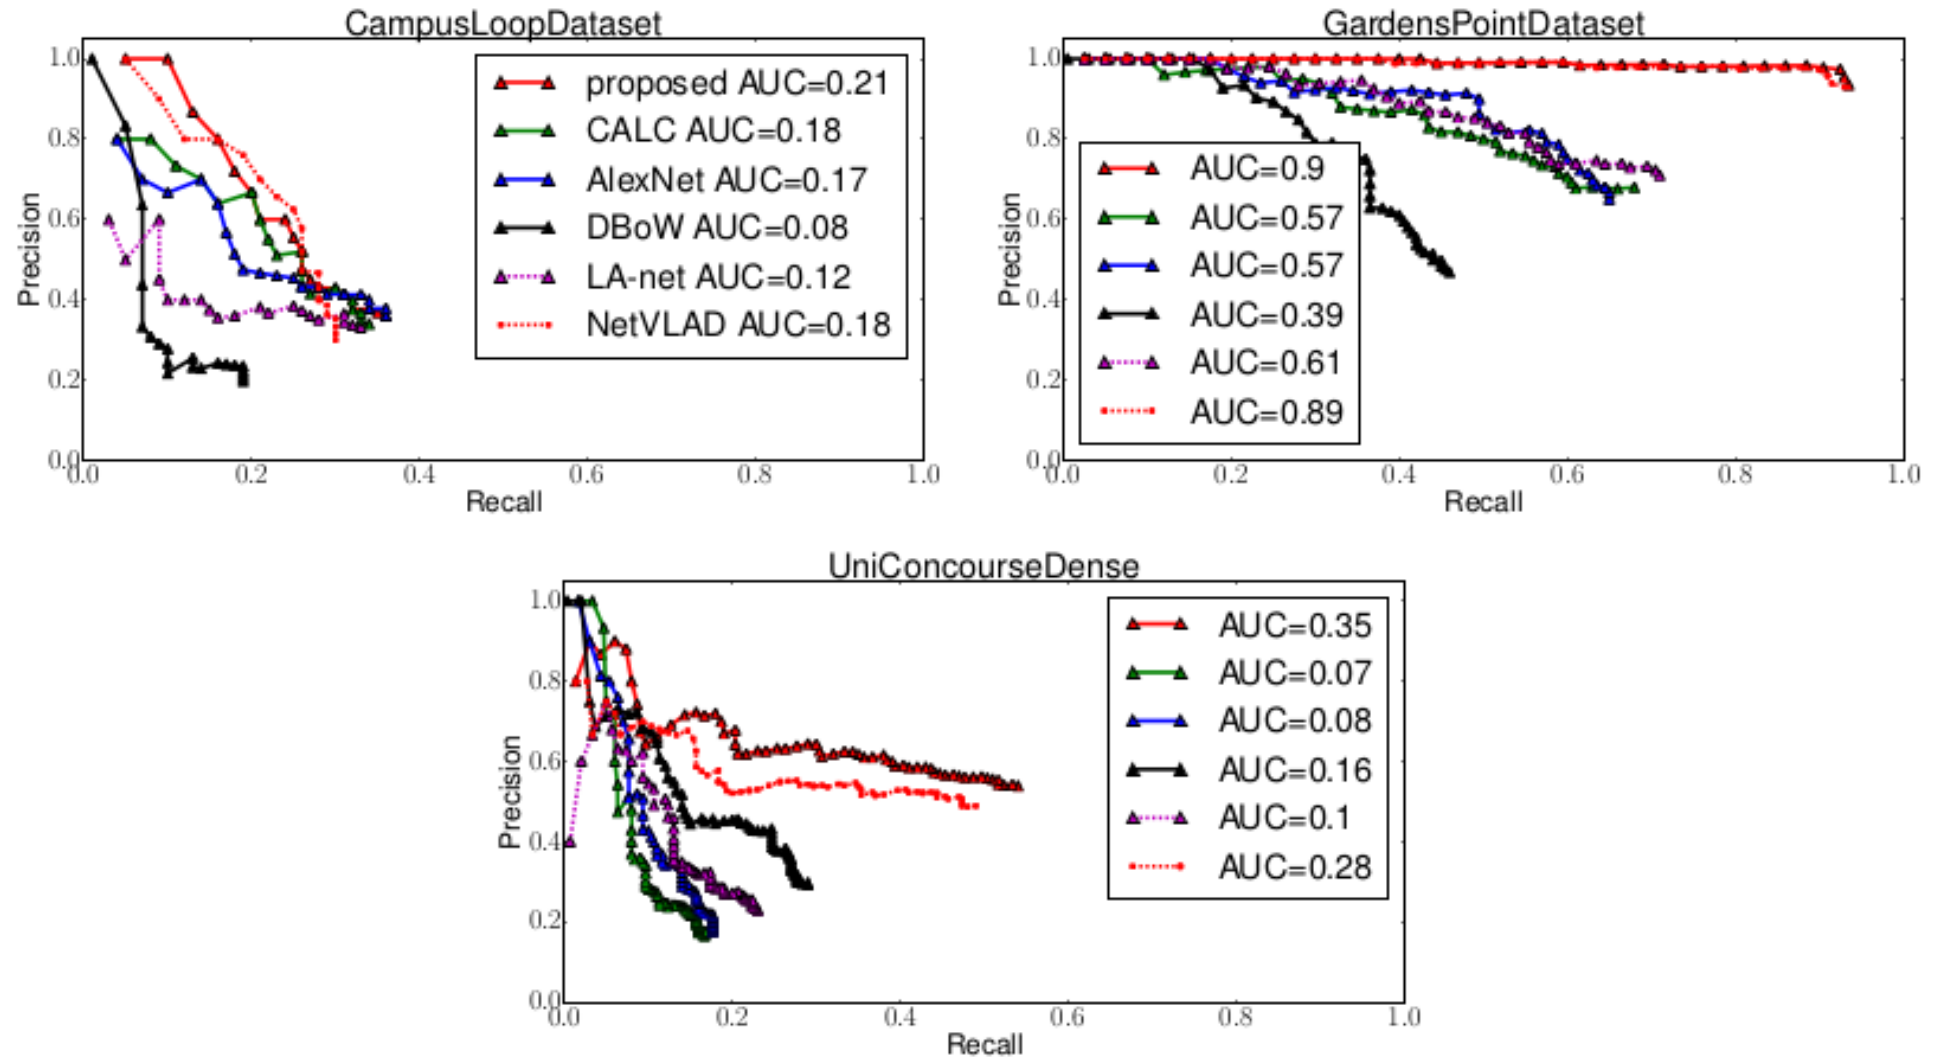 CampusLoopDataset
1.0
0.8
0.6
0.4
0.2
0.0
0.0 0.2 0.4 0.6 0.8 1.0
Precision
Recall
proposed AUC=0.21
CALC AUC=0.18
AlexNet AUC=0.17
DBoW AUC=0.08
LA-net AUC=0.12
NetVLAD AUC=0.18
GardensPointDataset
1.0
0.8
0.6
0.4
0.2
0.0
0.0 0.2 0.4 0.6 0.8 1.0
Precision
Recall
AUC=0.9
AUC=0.57
AUC=0.57
AUC=0.39
AUC=0.61
AUC=0.89
UniConcourseDense
1.0
0.8
0.6
0.4
0.2
0.0
0.0 0.2 0.4 0.6 0.8 1.0
Precision
Recall
AUC=0.35
AUC=0.07
AUC=0.08
AUC=0.16
AUC=0.1
AUC=0.28